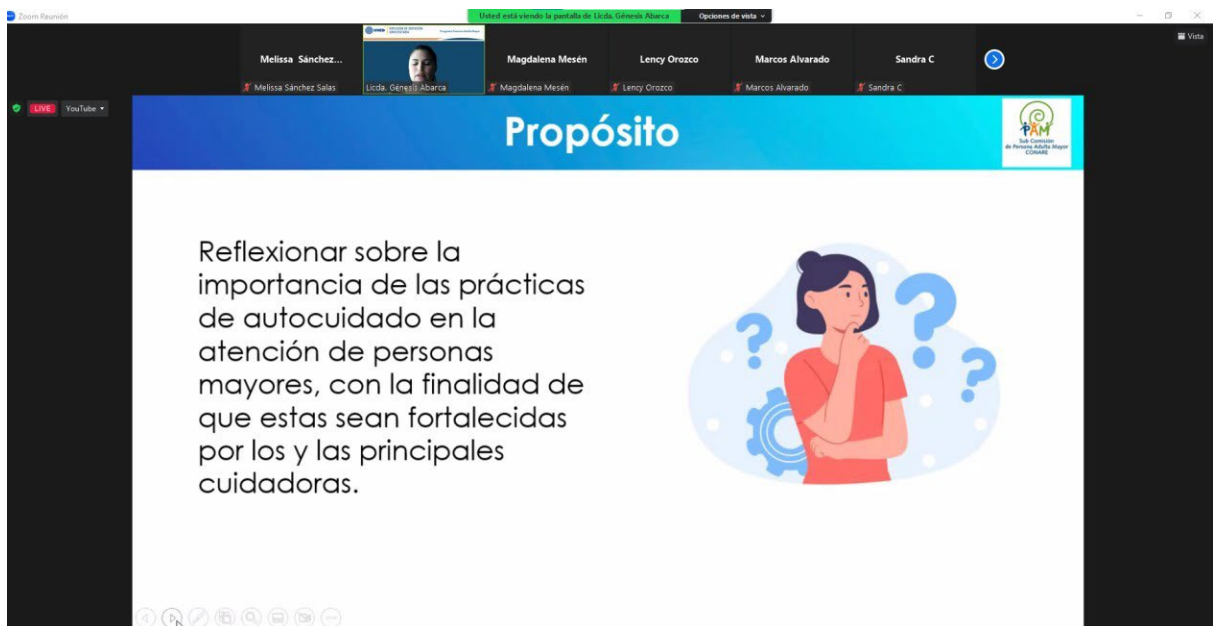 Zoom Reunión
Usted está viendo la pantalla de Licda. Génesis Abarca
Opciones de vista
Vista
Melissa Sánchez...
Magdalena Mesén
Lency Orozco
Marcos Alvarado
Sandra C
Melissa Sánchez Salas
Licda. Génesis Abarca
Magdalena Mesén
Lency Orozco
Marcos Alvarado
Sandra C
LIVE
YouTube
Propósito
PAM
Sub Comisión
de Persona Adulta Mayor
CONARE
Reflexionar sobre la
importancia de las prácticas
de autocuidado en la
atención de personas
mayores, con la finalidad de
que estas sean fortalecidas
por los y las principales
cuidadoras.